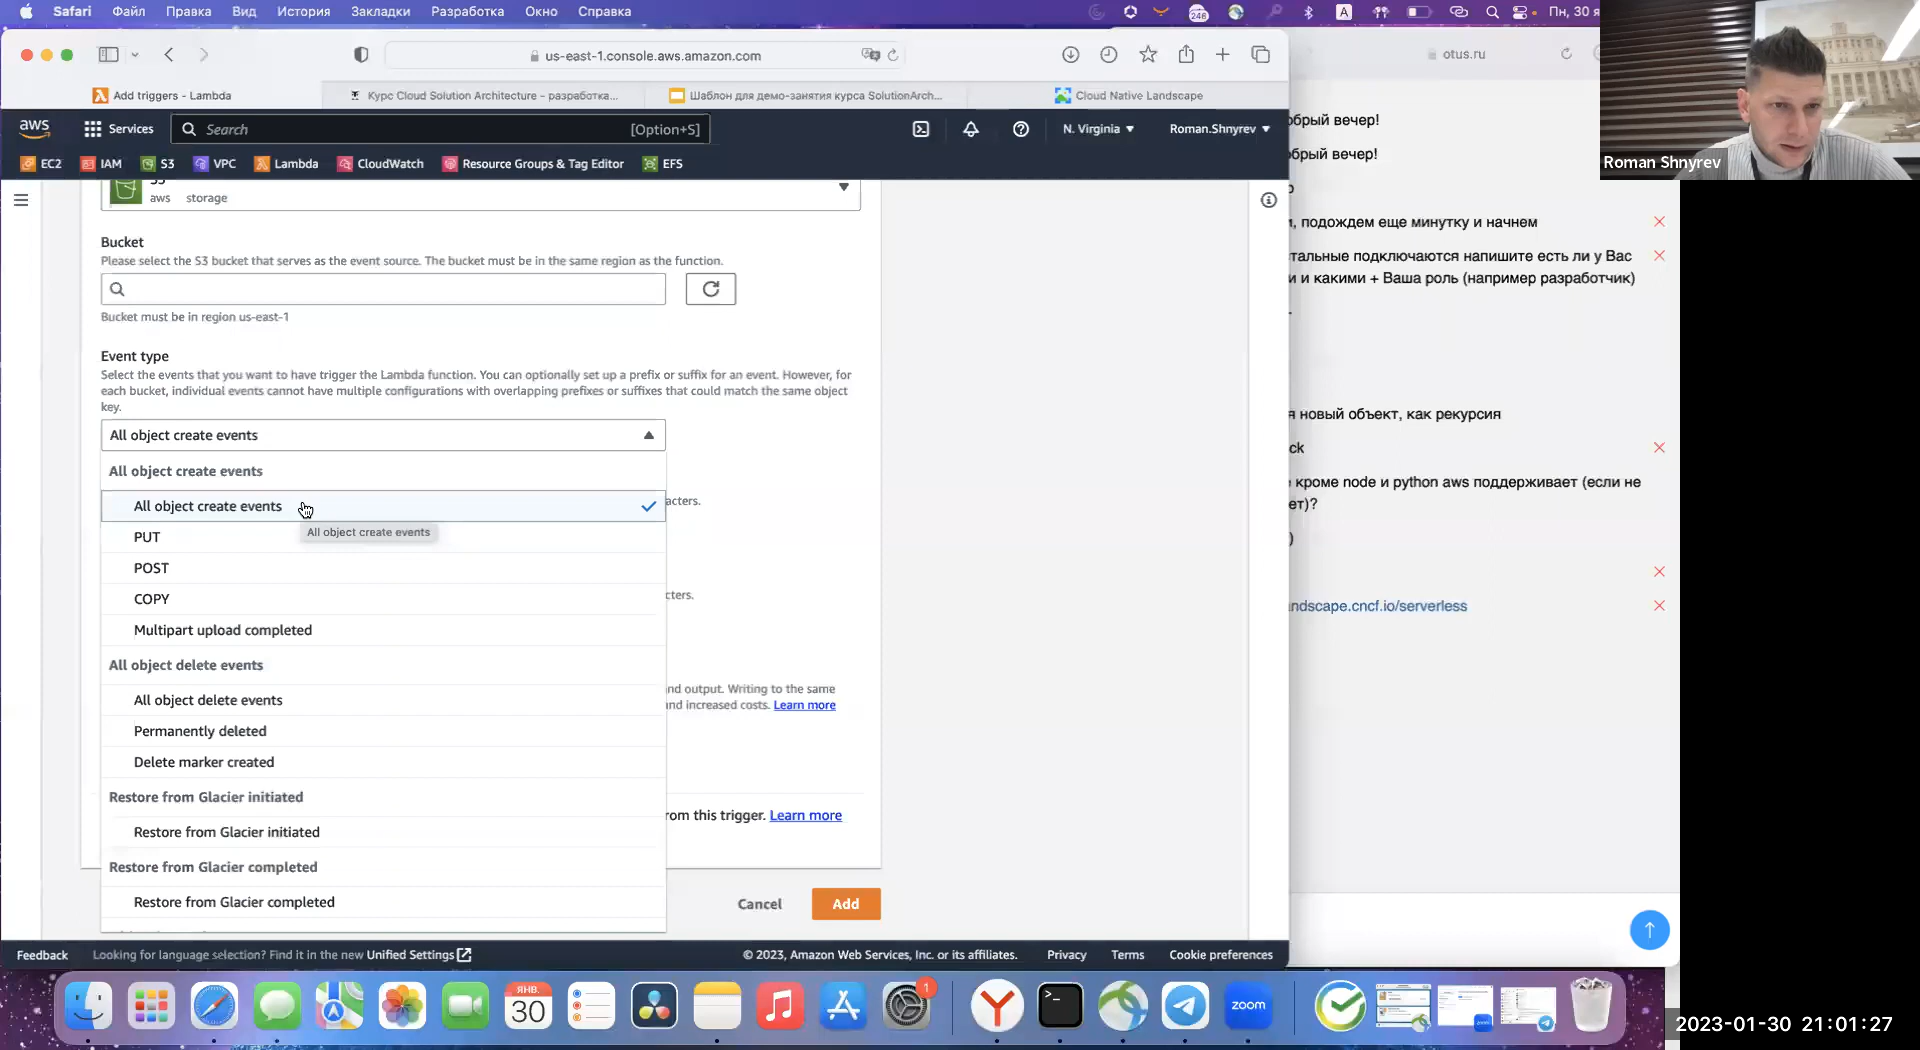 Safari Файл Правка Вид История Закладки Разработка Окно Справка
246
A
Пн, 30 я
us-east-1.console.aws.amazon.com
otus.ru
Add triggers - Lambda
Курс Cloud Solution Architecture - разработка...
Шаблон для демо-занятия курса SolutionArch...
Cloud Native Landscape
aws
Services
Search
[Option+S]
N. Virginia
Roman.Shnyrev
EC2 IAM S3 VPC Lambda CloudWatch Resource Groups & Tag Editor EFS
S3
aws storage
Bucket
Please select the S3 bucket that serves as the event source. The bucket must be in the same region as the function.
Bucket must be in region us-east-1
Event type
Select the events that you want to have trigger the Lambda function. You can optionally set up a prefix or suffix for an event. However, for
each bucket, individual events cannot have multiple configurations with overlapping prefixes or suffixes that could match the same object
key.
All object create events
All object create events
All object create events
acters.
All object create events
PUT
POST
COPY
cters.
Multipart upload completed
All object delete events
All object delete events
nd output. Writing to the same
nd increased costs. Learn more
Permanently deleted
Delete marker created
Restore from Glacier initiated
rom this trigger. Learn more
Restore from Glacier initiated
Restore from Glacier completed
Restore from Glacier completed
Cancel
Add
Feedback
Looking for language selection? Find it in the new Unified Settings
© 2023, Amazon Web Services, Inc. or its affiliates.
Privacy
Terms
Cookie preferences
обрый вечер!
обрый вечер!
р
и, подождем еще минутку и начнем
тальные подключаются напишите есть ли у Вас
и и какими + Ваша роль (например разработчик)
я новый объект, как рекурсия
ck
е кроме node и python aws поддерживает (если не
ет)?
)
andscape.cncf.io/serverless
Roman Shnyrev
ЯНВ.
30
1
zoom
2023-01-30 21:01:27